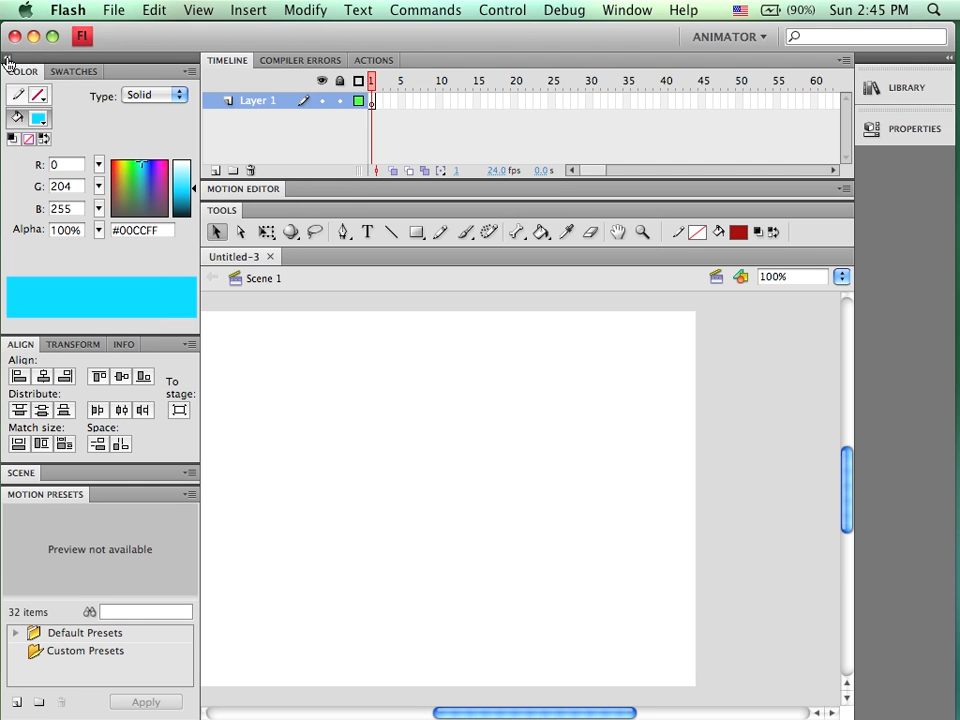 Flash File Edit View Insert Modify Text Commands Control Debug Window Help (90%) Sun 2:45 PM
Fl ANIMATOR
COLOR SWATCHES
Type: Solid
R: 0
G: 204
B: 255
Alpha: 100% #00CCFF
ALIGN TRANSFORM INFO
Align:
To stage:
Distribute:
Match size: Space:
SCENE
MOTION PRESETS
Preview not available
32 items
Default Presets
Custom Presets
Apply
TIMELINE COMPILER ERRORS ACTIONS
1 5 10 15 20 25 30 35 40 45 50 55 60
Layer 1
1 24.0 fps 0.0 s
MOTION EDITOR
TOOLS
T
Untitled-3
Scene 1 100%
LIBRARY
PROPERTIES